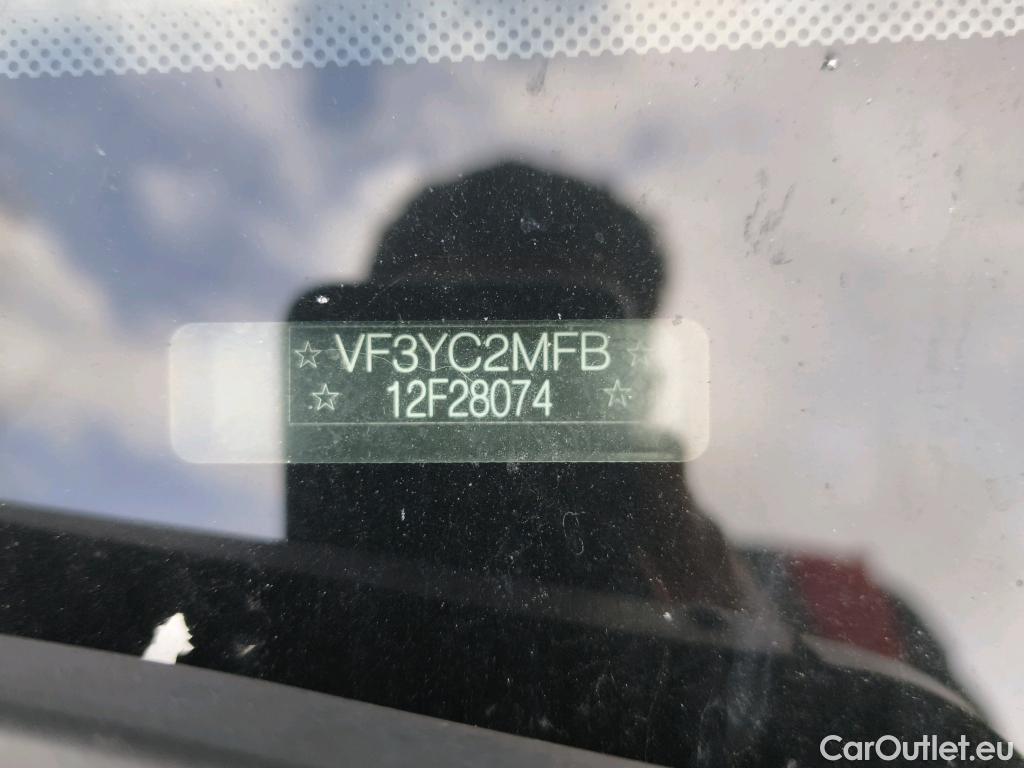 ☆ VF3YC2MFB ☆
☆ 12F28074 ☆
CarOutlet.eu